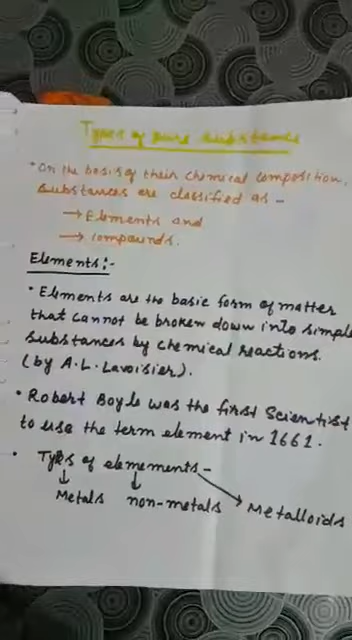 Types of pure substance
• On the basis of their chemical composition,
substances are classified as -
→ Elements and
→ compounds.
Elements:-
• Elements are the basic form of matter
that cannot be broken down into simple
substances by chemical reactions.
(by A.L. Lavoisier).
• Robert Boyle was the first Scientist
to use the term element in 1661.
• Types of elements -
↓ ↓ ↘
Metals non-metals Metalloids